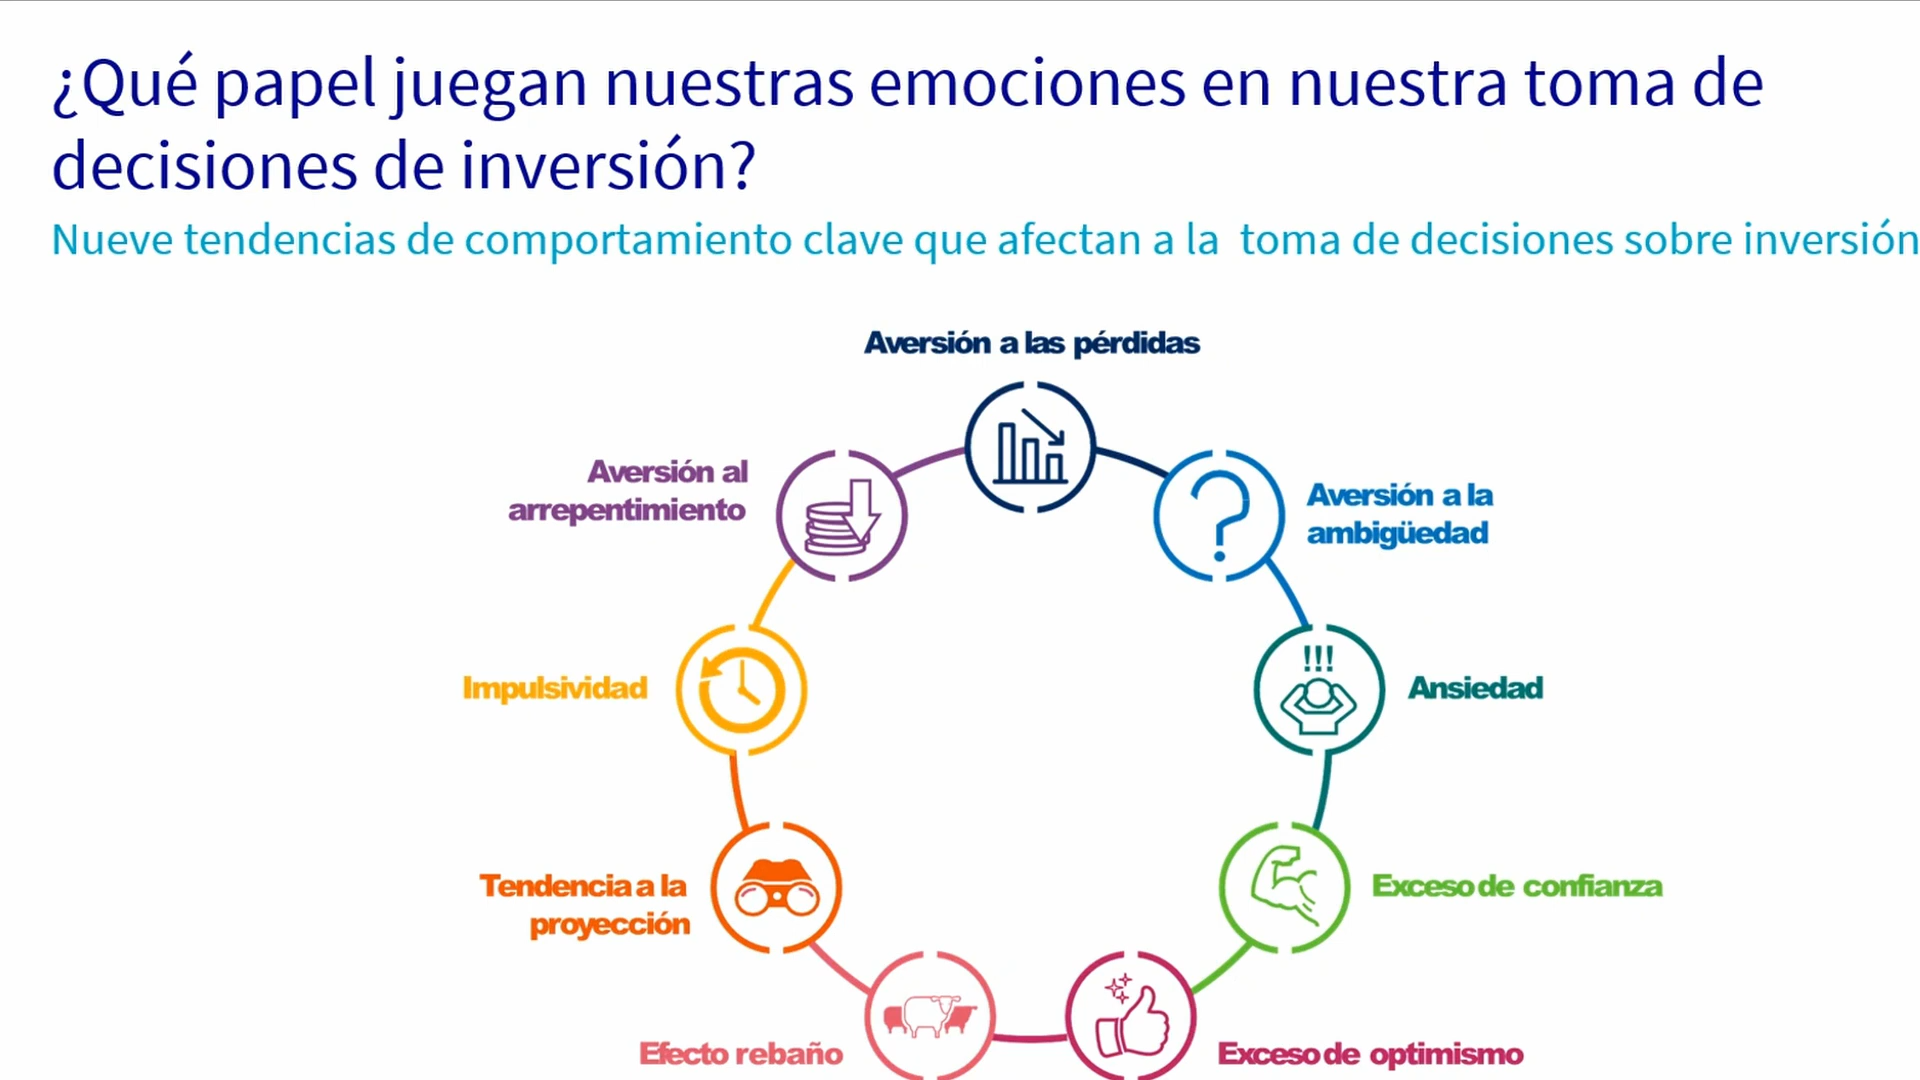 ¿Qué papel juegan nuestras emociones en nuestra toma de
decisiones de inversión?
Nueve tendencias de comportamiento clave que afectan a la toma de decisiones sobre inversión
Aversión a las pérdidas
Aversión a la
ambigüedad
!!!
Ansiedad
Exceso de confianza
Exceso de optimismo
Efecto rebaño
Tendencia a la
proyección
Impulsividad
Aversión al
arrepentimiento
?